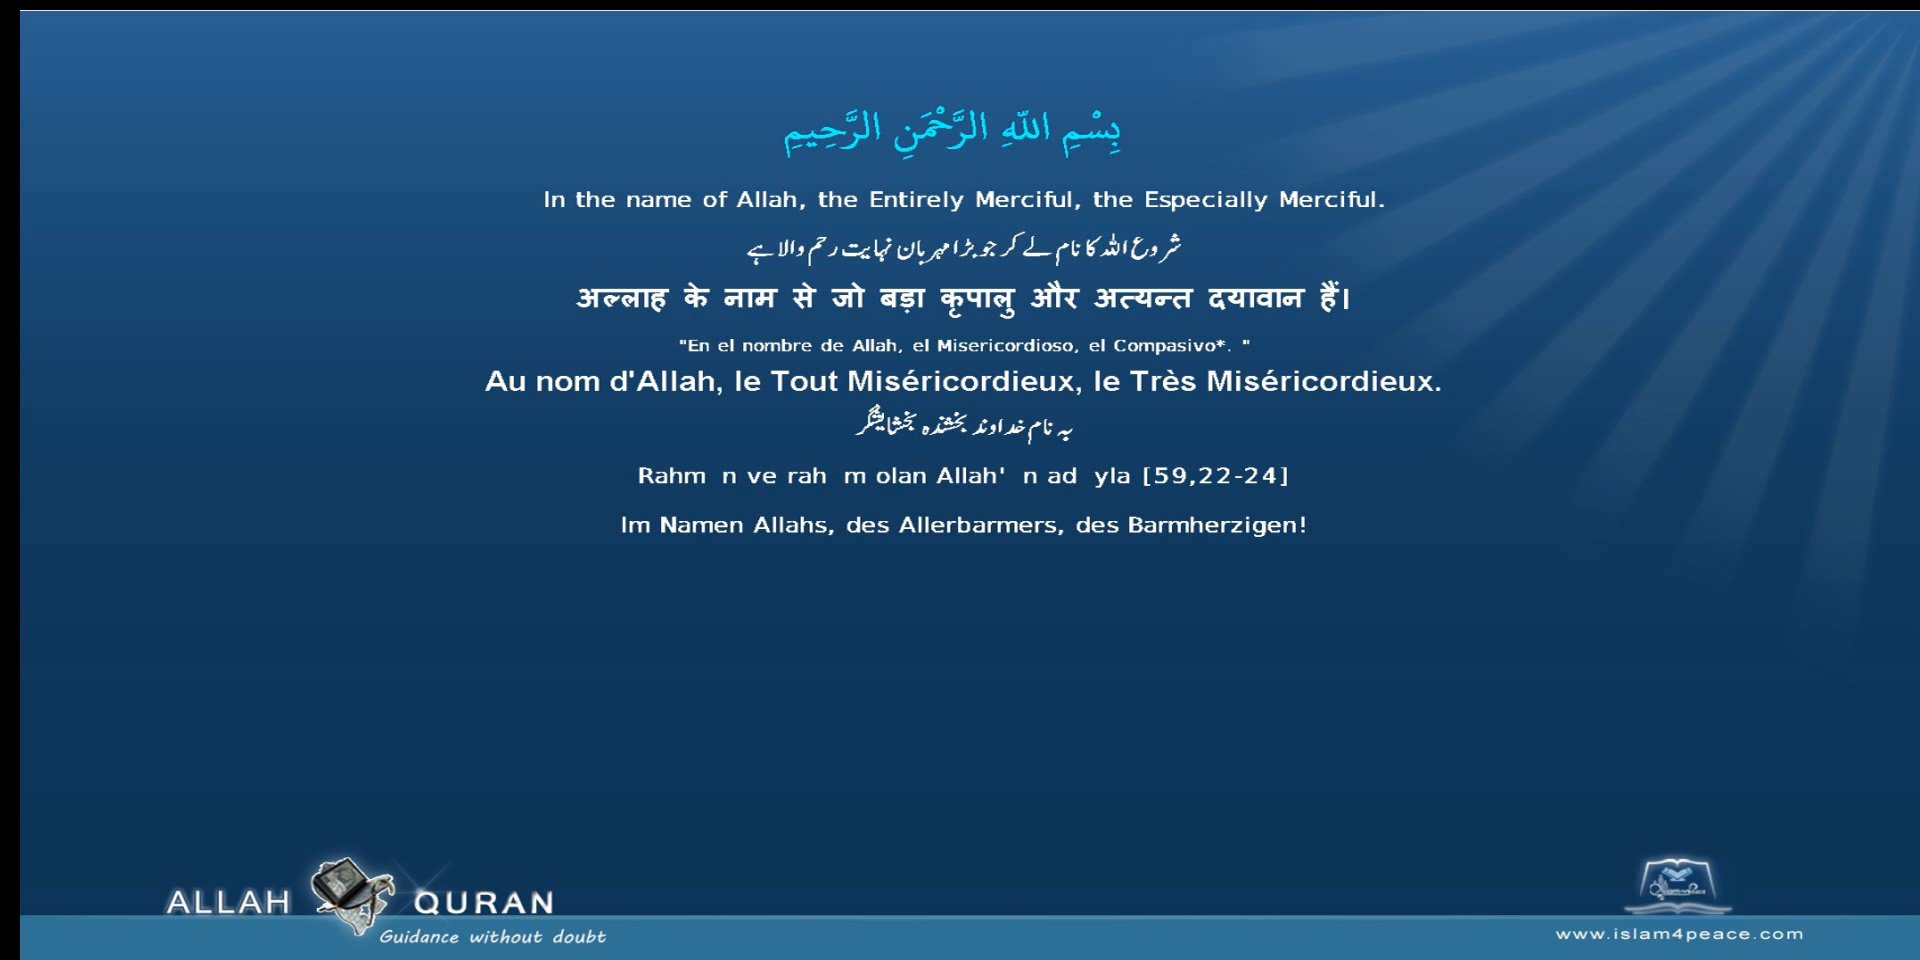 بِسْمِ اللَّهِ الرَّحْمَنِ الرَّحِيمِ
In the name of Allah, the Entirely Merciful, the Especially Merciful.
شروع اللہ کا نام لے کر جو بڑا مہربان نہایت رحم والا ہے
अल्लाह के नाम से जो बड़ा कृपालु और अत्यन्त दयावान हैं।
"En el nombre de Allah, el Misericordioso, el Compasivo*. "
Au nom d'Allah, le Tout Miséricordieux, le Très Miséricordieux.
بہ نام خداوند بخشندہ بخشایشگر
Rahm n ve rah m olan Allah' n ad yla [59,22-24]
Im Namen Allahs, des Allerbarmers, des Barmherzigen!
ALLAH QURAN
Guidance without doubt
www.islam4peace.com